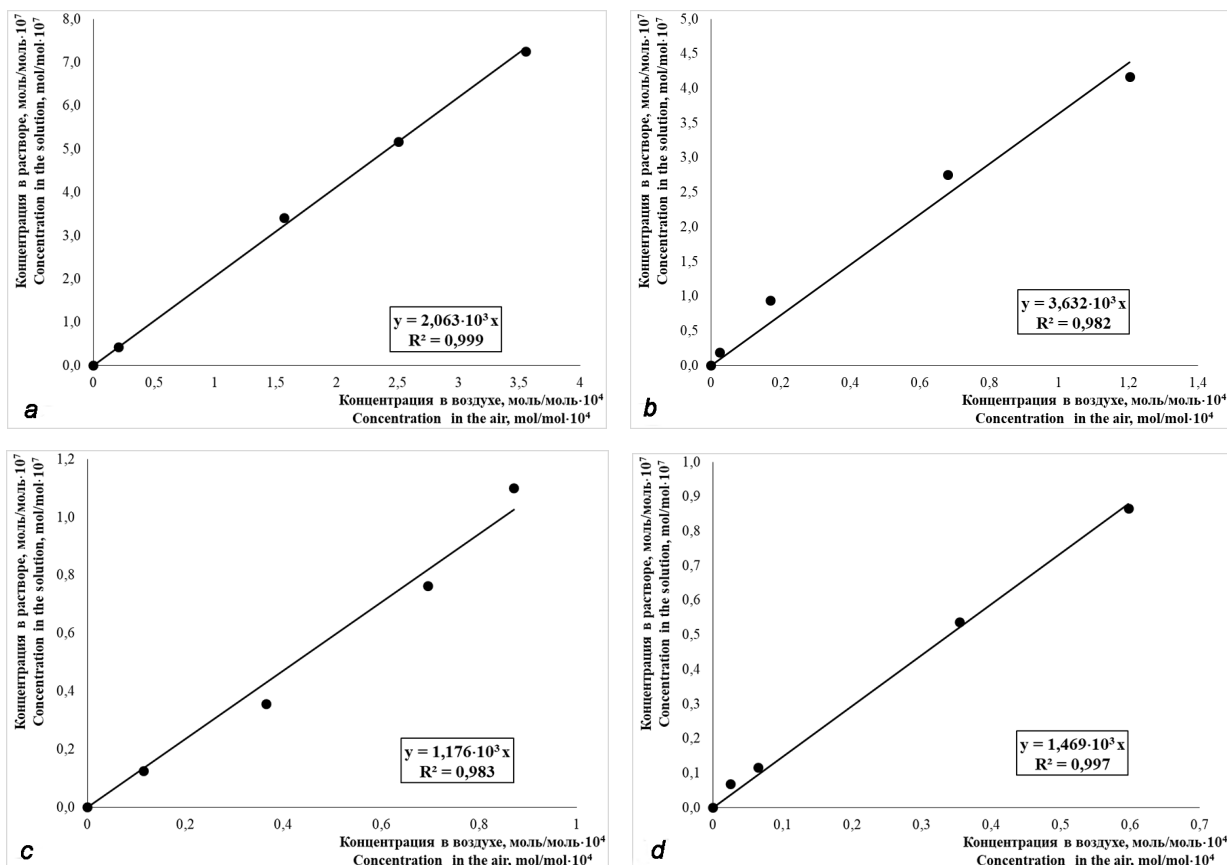 Концентрация в растворе, моль/моль·10⁷
Concentration in the solution, mol/mol·10⁷
8,0
7,0
6,0
5,0
4,0
3,0
2,0
1,0
0,0
0
0,5
1
1,5
2
2,5
3
3,5
4
y = 2,063·10³x
R² = 0,999
Концентрация в воздухе, моль/моль·10⁴
Concentration in the air, mol/mol·10⁴
a
Концентрация в растворе, моль/моль·10⁷
Concentration in the solution, mol/mol·10⁷
5,0
4,5
4,0
3,5
3,0
2,5
2,0
1,5
1,0
0,5
0,0
0
0,2
0,4
0,6
0,8
1
1,2
1,4
y = 3,632·10³x
R² = 0,982
Концентрация в воздухе, моль/моль·10⁴
Concentration in the air, mol/mol·10⁴
b
Концентрация в растворе, моль/моль·10⁷
Concentration in the solution, mol/mol·10⁷
1,2
1,0
0,8
0,6
0,4
0,2
0,0
0
0,2
0,4
0,6
0,8
1
y = 1,176·10³x
R² = 0,983
Концентрация в воздухе, моль/моль·10⁴
Concentration in the air, mol/mol·10⁴
c
Концентрация в растворе, моль/моль·10⁷
Concentration in the solution, mol/mol·10⁷
1,0
0,9
0,8
0,7
0,6
0,5
0,4
0,3
0,2
0,1
0,0
0
0,1
0,2
0,3
0,4
0,5
0,6
0,7
y = 1,469·10³x
R² = 0,997
Концентрация в воздухе, моль/моль·10⁴
Concentration in the air, mol/mol·10
d